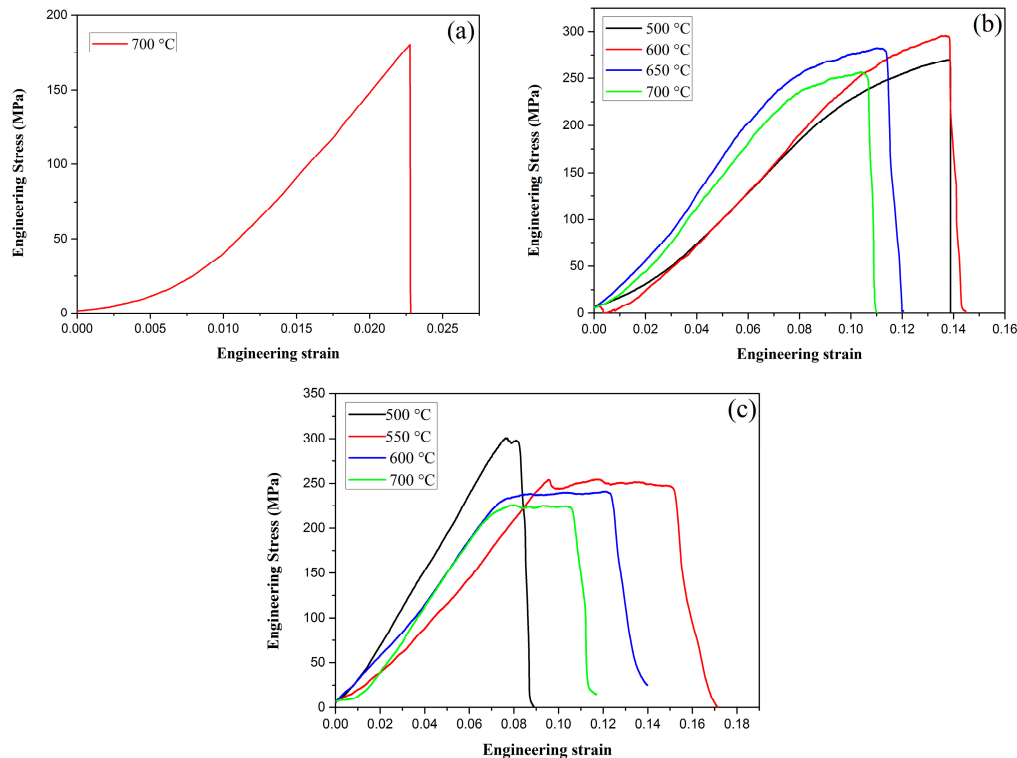 (a)
700 °C
200
150
100
50
0
0.000 0.005 0.010 0.015 0.020 0.025
Engineering Stress (MPa)
Engineering strain
(b)
500 °C
600 °C
650 °C
700 °C
300
250
200
150
100
50
0
0.00 0.02 0.04 0.06 0.08 0.10 0.12 0.14 0.16
Engineering Stress (MPa)
Engineering strain
(c)
500 °C
550 °C
600 °C
700 °C
350
300
250
200
150
100
50
0
0.00 0.02 0.04 0.06 0.08 0.10 0.12 0.14 0.16 0.18
Engineering Stress (MPa)
Engineering strain